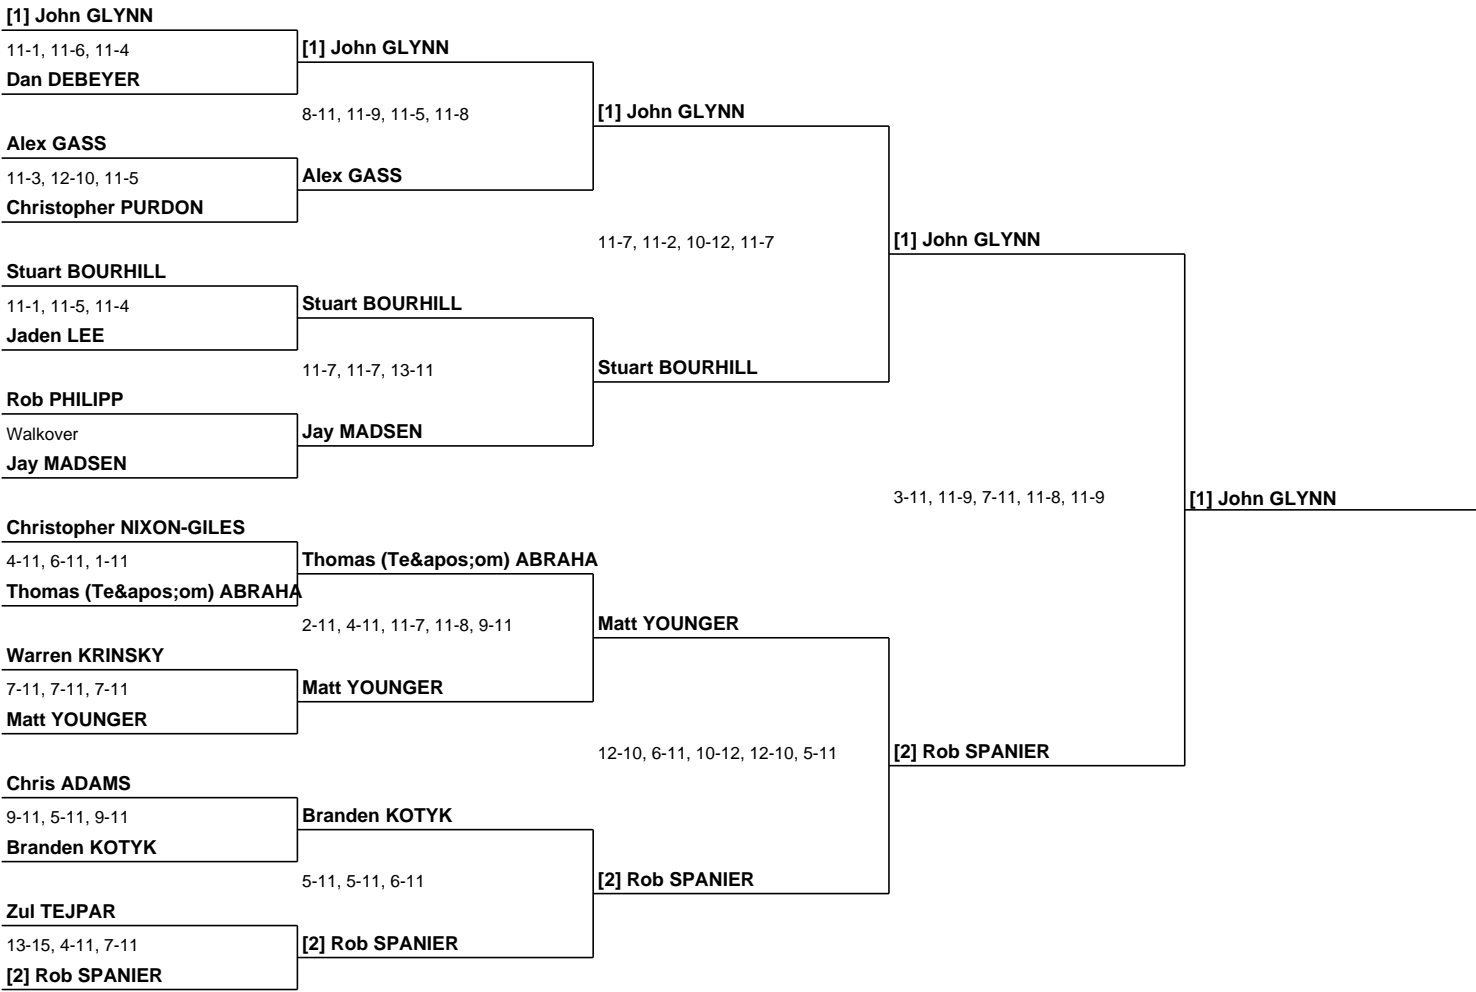 [1] John GLYNN
11-1, 11-6, 11-4
Dan DEBEYER
Alex GASS
11-3, 12-10, 11-5
Christopher PURDON
Stuart BOURHILL
11-1, 11-5, 11-4
Jaden LEE
Rob PHILIPP
Walkover
Jay MADSEN
Christopher NIXON-GILES
4-11, 6-11, 1-11
Thomas (Te&apos;om) ABRAHA
Warren KRINSKY
7-11, 7-11, 7-11
Matt YOUNGER
Chris ADAMS
9-11, 5-11, 9-11
Branden KOTYK
Zul TEJPAR
13-15, 4-11, 7-11
[2] Rob SPANIER
[1] John GLYNN
8-11, 11-9, 11-5, 11-8
Alex GASS
Stuart BOURHILL
11-7, 11-7, 13-11
Jay MADSEN
Thomas (Te&apos;om) ABRAHA
2-11, 4-11, 11-7, 11-8, 9-11
Matt YOUNGER
Branden KOTYK
5-11, 5-11, 6-11
[2] Rob SPANIER
[1] John GLYNN
11-7, 11-2, 10-12, 11-7
Stuart BOURHILL
Matt YOUNGER
12-10, 6-11, 10-12, 12-10, 5-11
[2] Rob SPANIER
[1] John GLYNN
3-11, 11-9, 7-11, 11-8, 11-9
[2] Rob SPANIER
[1] John GLYNN